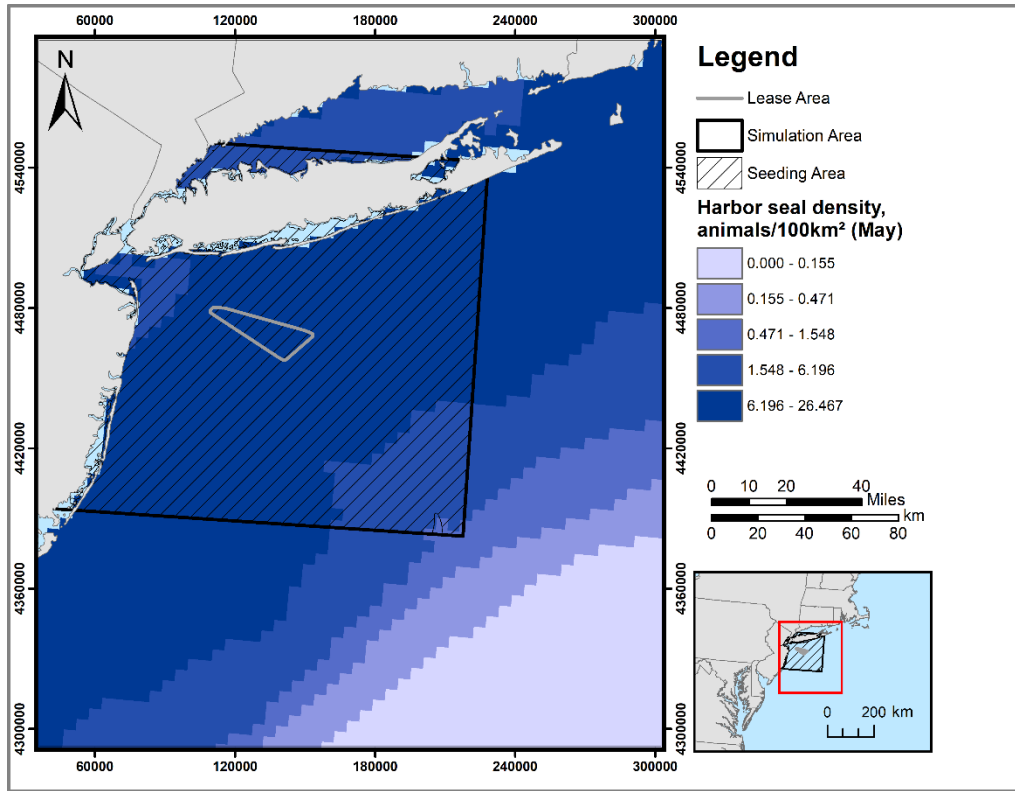 60000 120000 180000 240000 300000
N
4540000
4480000
4420000
4360000
4300000
4540000
4480000
4420000
4360000
4300000
60000 120000 180000 240000 300000
Legend
Lease Area
Simulation Area
Seeding Area
Harbor seal density,
animals/100km² (May)
0.000 - 0.155
0.155 - 0.471
0.471 - 1.548
1.548 - 6.196
6.196 - 26.467
0 10 20 40
Miles
km
0 20 40 60 80
0 200 km